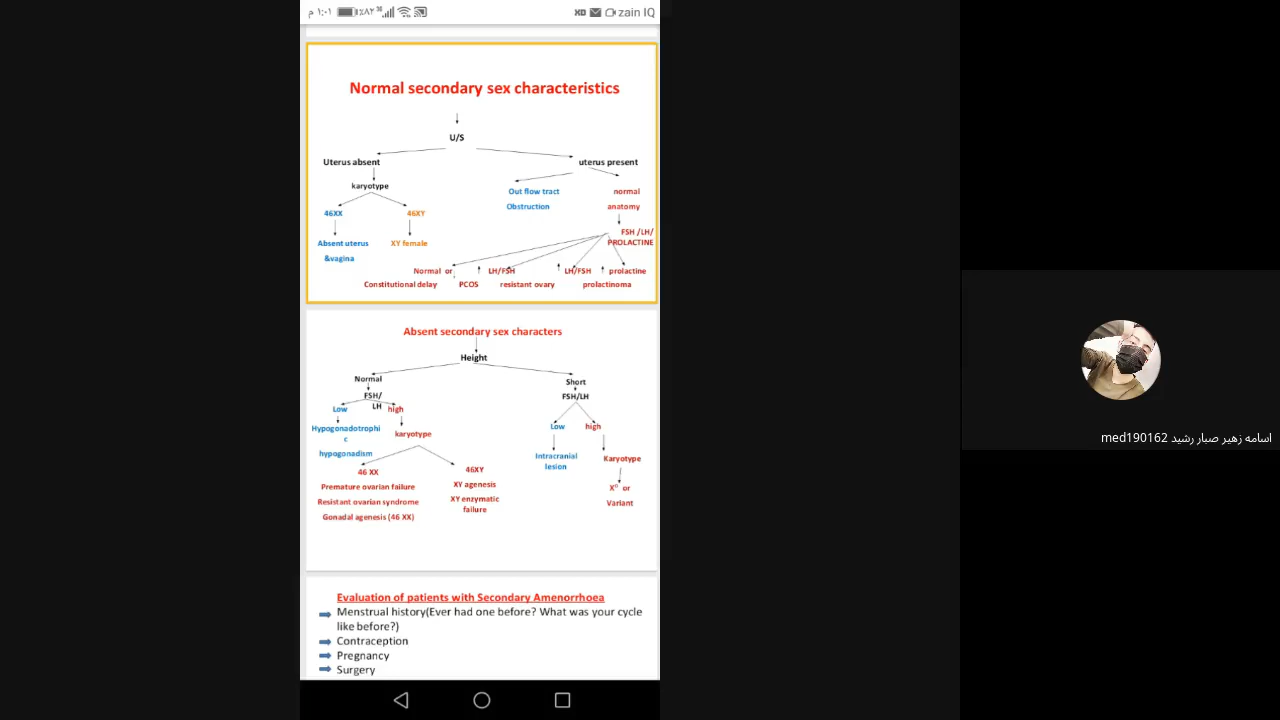 م ١:٠١ ٪٨٢ HD zain IQ
Normal secondary sex characteristics
U/S
Uterus absent uterus present
karyotype
Out flow tract normal
Obstruction anatomy
46XX 46XY
FSH /LH/
PROLACTINE
Absent uterus XY female
&vagina
Normal or LH/FSH LH/FSH prolactine
Constitutional delay PCOS resistant ovary prolactinoma
Absent secondary sex characters
Height
Normal Short
FSH/ FSH/LH
LH
Low high
Low high
Hypogonadotrophi
c
karyotype
hypogonadism
Intracranial
lesion
Karyotype
46 XX 46XY
Premature ovarian failure XY agenesis
X° or
Resistant ovarian syndrome XY enzymatic
failure
Variant
Gonadal agenesis (46 XX)
Evaluation of patients with Secondary Amenorrhoea
Menstrual history(Ever had one before? What was your cycle
like before?)
Contraception
Pregnancy
Surgery
اسامه زهير صبار رشيد med190162